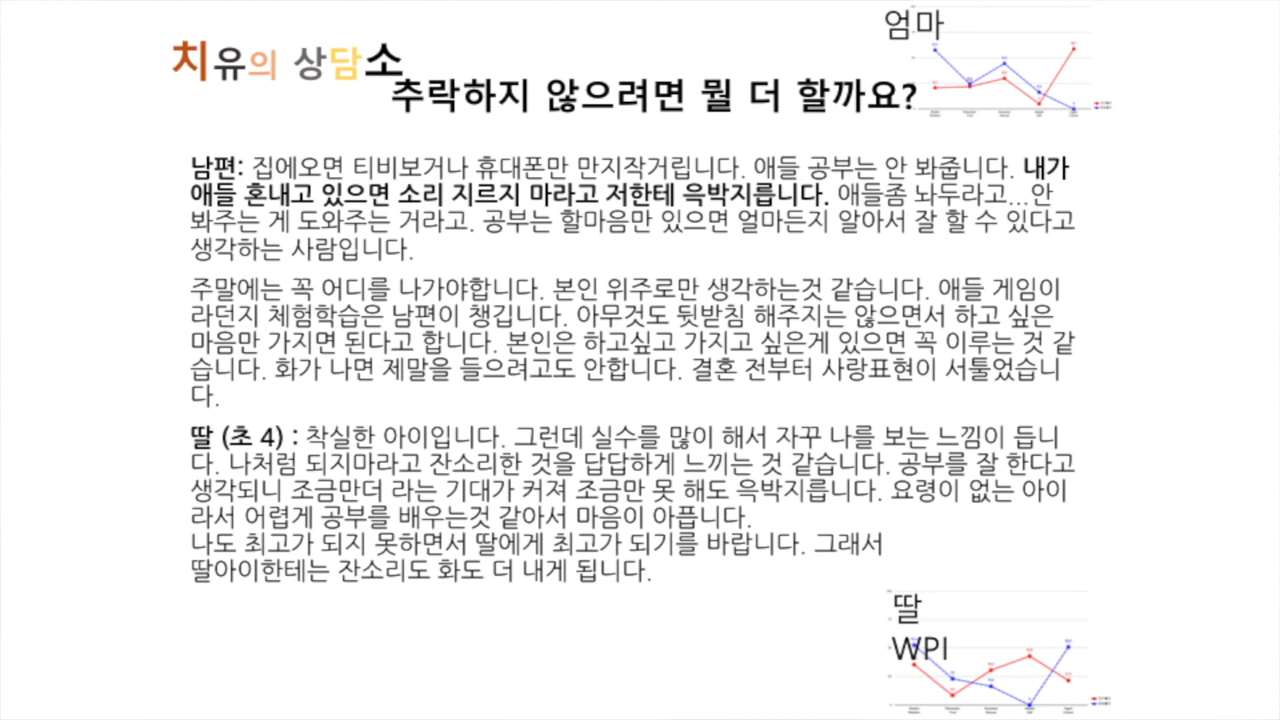 치유의 상담소
추락하지 않으려면 뭘 더 할까요?
엄마
남편: 집에오면 티비보거나 휴대폰만 만지작거립니다. 애들 공부는 안 봐줍니다. 내가
애들 혼내고 있으면 소리 지르지 마라고 저한테 윽박지릅니다. 애들좀 놔두라고...안
봐주는 게 도와주는 거라고. 공부는 할마음만 있으면 얼마든지 알아서 잘 할 수 있다고
생각하는 사람입니다.
주말에는 꼭 어디를 나가야합니다. 본인 위주로만 생각하는것 같습니다. 애들 게임이
라던지 체험학습은 남편이 챙깁니다. 아무것도 뒷받침 해주지는 않으면서 하고 싶은
마음만 가지면 된다고 합니다. 본인은 하고싶고 가지고 싶은게 있으면 꼭 이루는 것 같
습니다. 화가 나면 제말을 들으려고도 안합니다. 결혼 전부터 사랑표현이 서툴었습니
다.
딸 (초 4) : 착실한 아이입니다. 그런데 실수를 많이 해서 자꾸 나를 보는 느낌이 듭니
다. 나처럼 되지마라고 잔소리한 것을 답답하게 느끼는 것 같습니다. 공부를 잘 한다고
생각되니 조금만더 라는 기대가 커져 조금만 못 해도 윽박지릅니다. 요령이 없는 아이
라서 어렵게 공부를 배우는것 같아서 마음이 아픕니다.
나도 최고가 되지 못하면서 딸에게 최고가 되기를 바랍니다. 그래서
딸아이한테는 잔소리도 화도 더 내게 됩니다.
딸
WPI